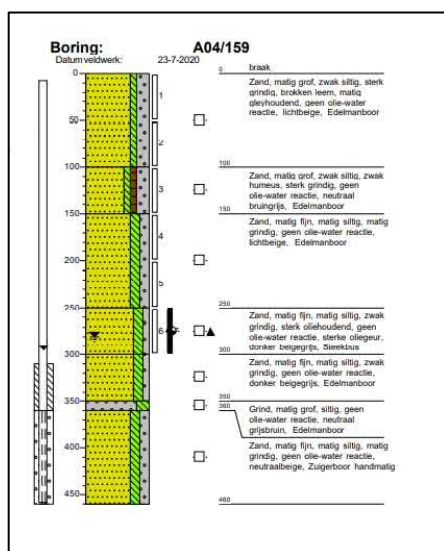 Boring: A04/159
Datum veldwerk: 23-7-2020
0
50
100
150
200
250
300
350
400
450
1
2
3
4
5
6
0
braak
Zand, matig grof, zwak siltig, sterk
grindig, brokken leem, matig
gleyhoudend, geen olie-water
reactie, lichtbeige, Edelmanboor
100
Zand, matig grof, zwak siltig, zwak
humeus, sterk grindig, geen
olie-water reactie, neutraal
bruingrijs, Edelmanboor
150
Zand, matig fijn, matig siltig, matig
grindig, geen olie-water reactie,
lichtbeige, Edelmanboor
250
Zand, matig fijn, matig siltig, zwak
grindig, sterk oliehoudend, geen
olie-water reactie, sterke oliegeur,
donker beigegrijs, Steekbus
300
Zand, matig fijn, matig siltig, zwak
grindig, geen olie-water reactie,
donker beigegrijs, Edelmanboor
350
360
Grind, matig grof, siltig, geen
olie-water reactie, neutraal
grijsbruin, Edelmanboor
Zand, matig fijn, matig siltig, matig
grindig, geen olie-water reactie,
neutraalbeige, Zuigerboor handmatig
460